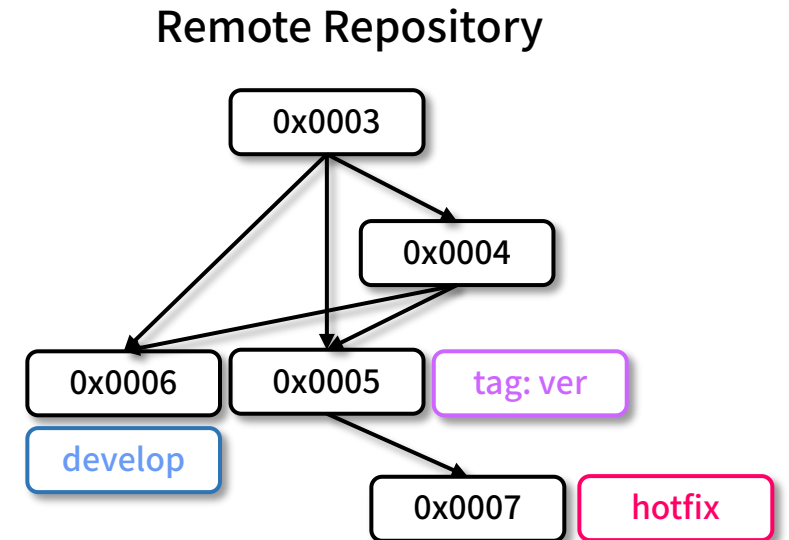 Remote Repository
0x0003
0x0004
0x0006
0x0005
tag: ver
develop
0x0007
hotfix